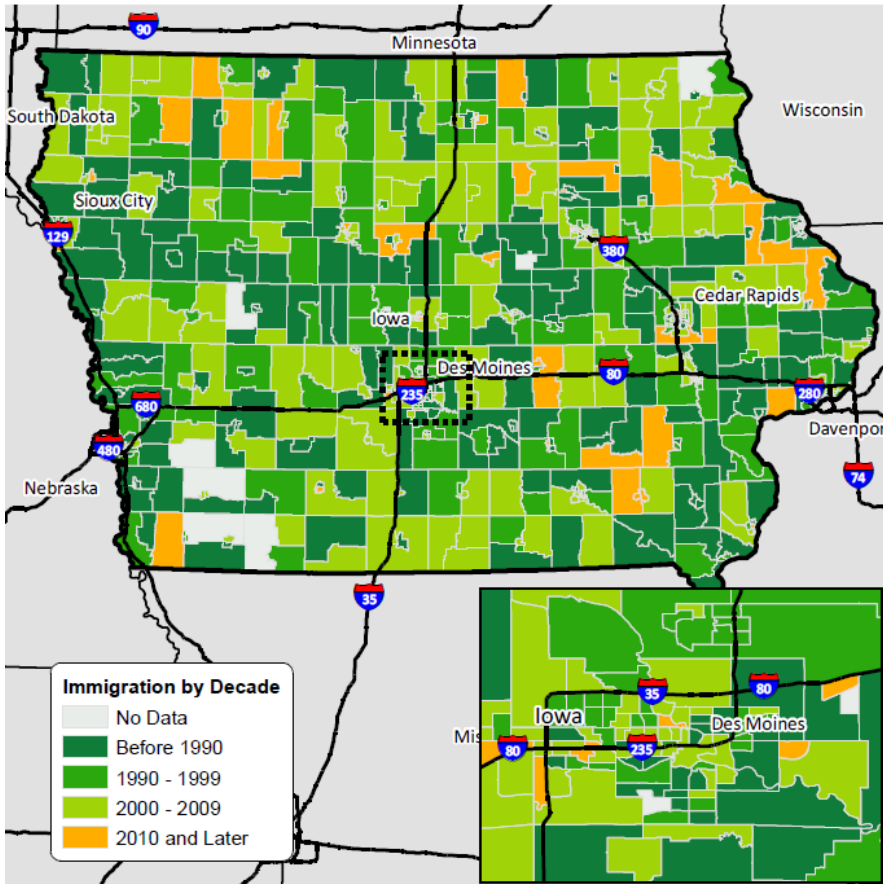 90
Minnesota
South Dakota
Wisconsin
Sioux City
129
380
Cedar Rapids
Iowa
Des Moines
80
235
280
680
Davenpor
480
74
Nebraska
35
Immigration by Decade
No Data
Before 1990
1990 - 1999
2000 - 2009
2010 and Later
35
80
Iowa
Des Moines
Mis
80
235